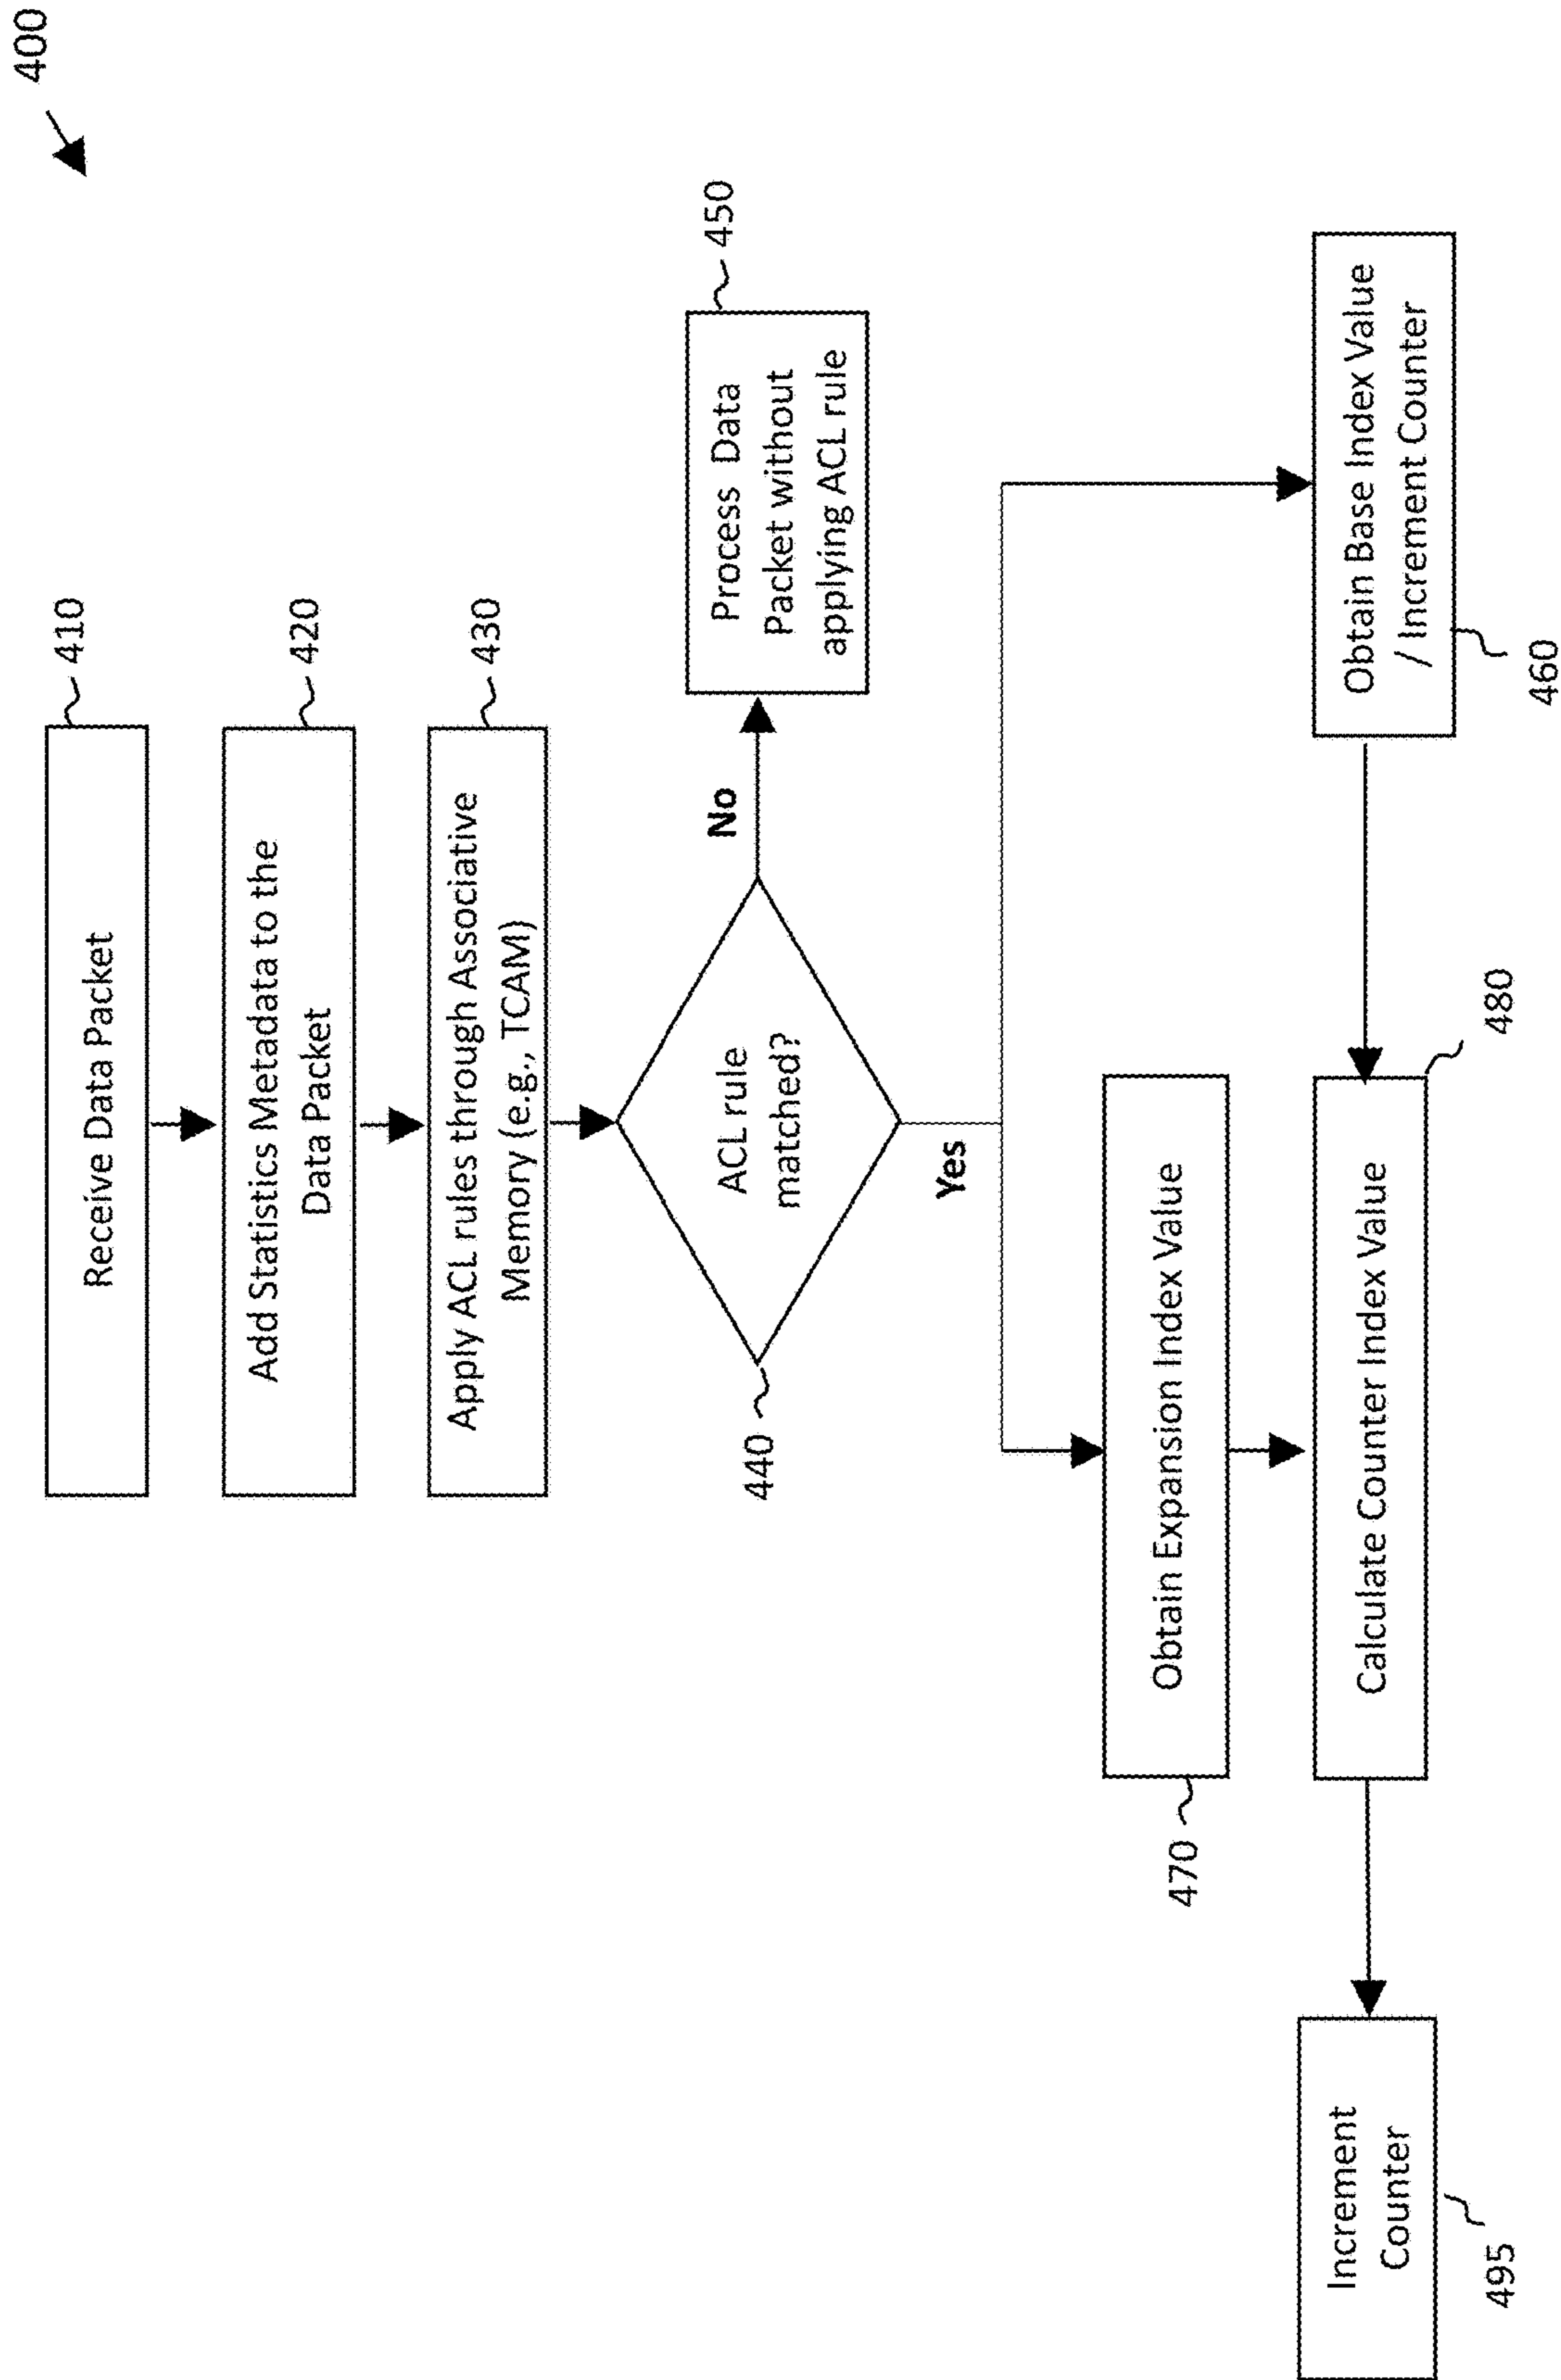 400
410
Receive Data Packet
420
Add Statistics Metadata to the
Data Packet
430
Apply ACL rules through Associative
Memory (e.g., TCAM)
440
ACL rule
matched?
No
450
Process Data
Packet without
applying ACL rule
Yes
470
Obtain Expansion Index Value
Obtain Base Index Value
/ Increment Counter
460
480
Calculate Counter Index Value
Increment
Counter
495